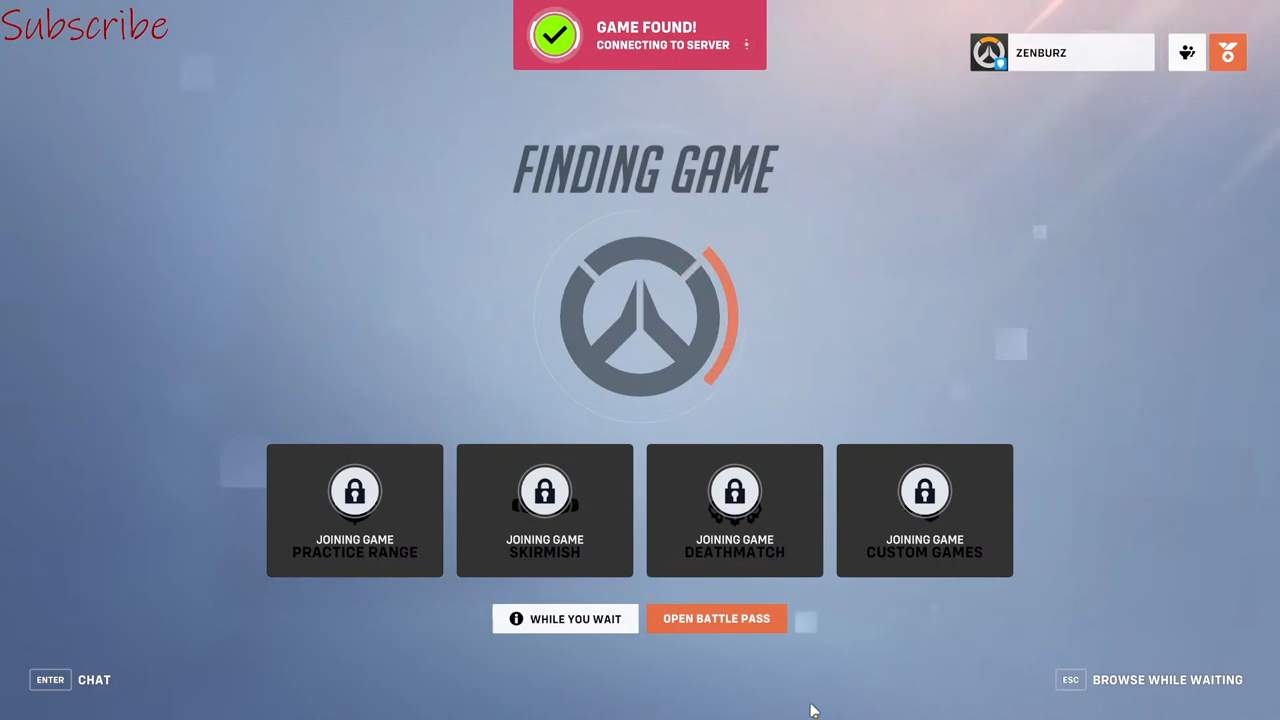 Subscribe
GAME FOUND!
CONNECTING TO SERVER
ZENBURZ
FINDING GAME
JOINING GAME
PRACTICE RANGE
JOINING GAME
SKIRMISH
JOINING GAME
DEATHMATCH
JOINING GAME
CUSTOM GAMES
WHILE YOU WAIT
OPEN BATTLE PASS
ENTER CHAT
ESC BROWSE WHILE WAITING